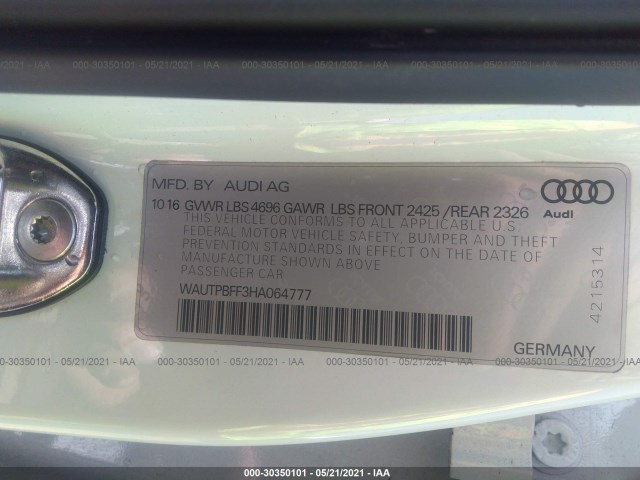 000-30350101 - 05/21/2021 - IAA 000-30350101 - 05/21/2021 - IAA 000-30350101 - 05/21/2021 - IAA
MFD. BY AUDI AG
10 16 GVWR LBS 4696 GAWR LBS FRONT 2425 / REAR 2326
Audi
THIS VEHICLE CONFORMS TO ALL APPLICABLE U.S
FEDERAL MOTOR VEHICLE SAFETY, BUMPER AND THEFT
PREVENTION STANDARDS IN EFFECT ON THE DATE OF
MANUFACTURE SHOWN ABOVE
PASSENGER CAR
WAUTPBFF3HA064777
4215314
GERMANY
000-30350101 - 05/21/2021 - IAA 000-30350101 - 05/21/2021 - IAA 000-30350101 - 05/21/2021 - IAA
000-30350101 - 05/21/2021 - IAA